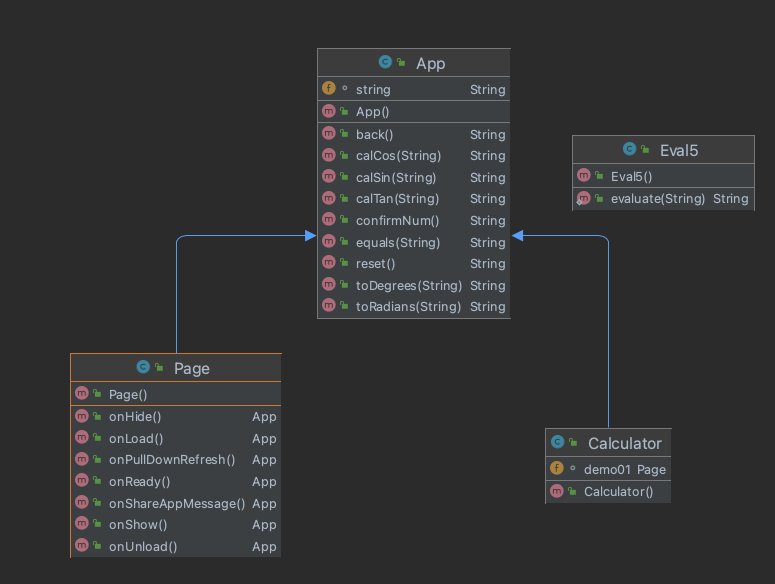 App
string String
App()
back() String
calCos(String) String
calSin(String) String
calTan(String) String
confirmNum() String
equals(String) String
reset() String
toDegrees(String) String
toRadians(String) String
Eval5
Eval5()
evaluate(String) String
Page
Page()
onHide() App
onLoad() App
onPullDownRefresh() App
onReady() App
onShareAppMessage() App
onShow() App
onUnload() App
Calculator
demo01 Page
Calculator()